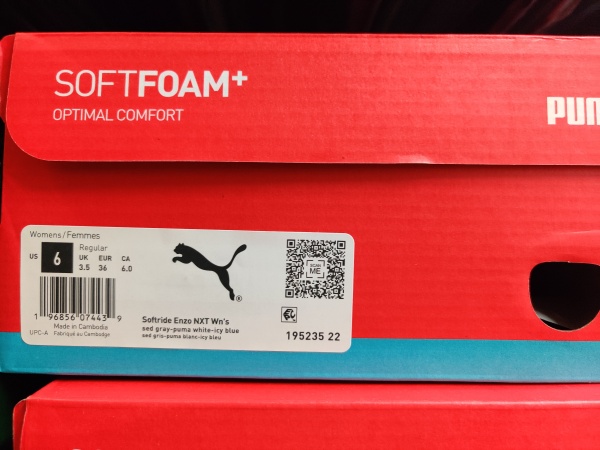 SOFTFOAM+
OPTIMAL COMFORT
Womens/Femmes
Regular
US 6 UK EUR CA
3.5 36 6.0
SCAN ME
1 96856 07443 9
Made in Cambodia
UPC-A Fabriqué au Cambodge
Softride Enzo NXT Wn's
sed gray-puma white-icy blue
sed gris-puma blanc-icy bleu
195235 22